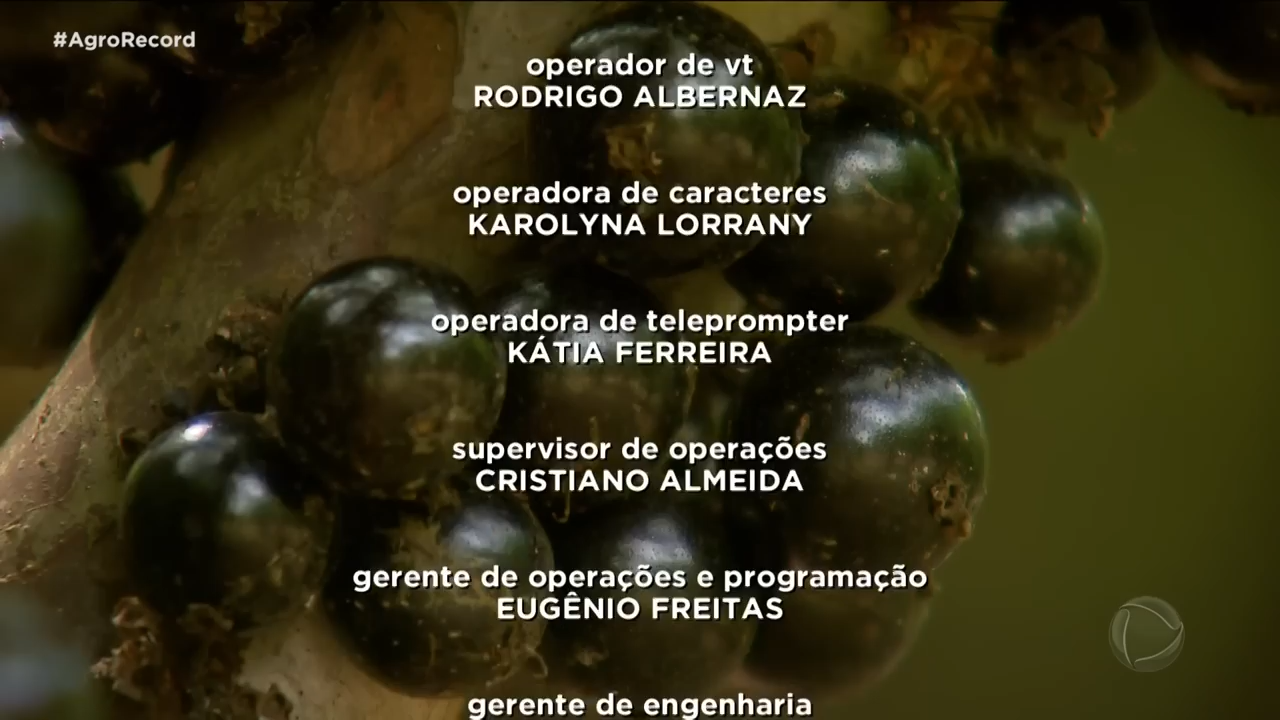 #AgroRecord
operador de vt
RODRIGO ALBERNAZ
operadora de caracteres
KAROLYNA LORRANY
operadora de teleprompter
KÁTIA FERREIRA
supervisor de operações
CRISTIANO ALMEIDA
gerente de operações e programação
EUGÊNIO FREITAS
gerente de engenharia